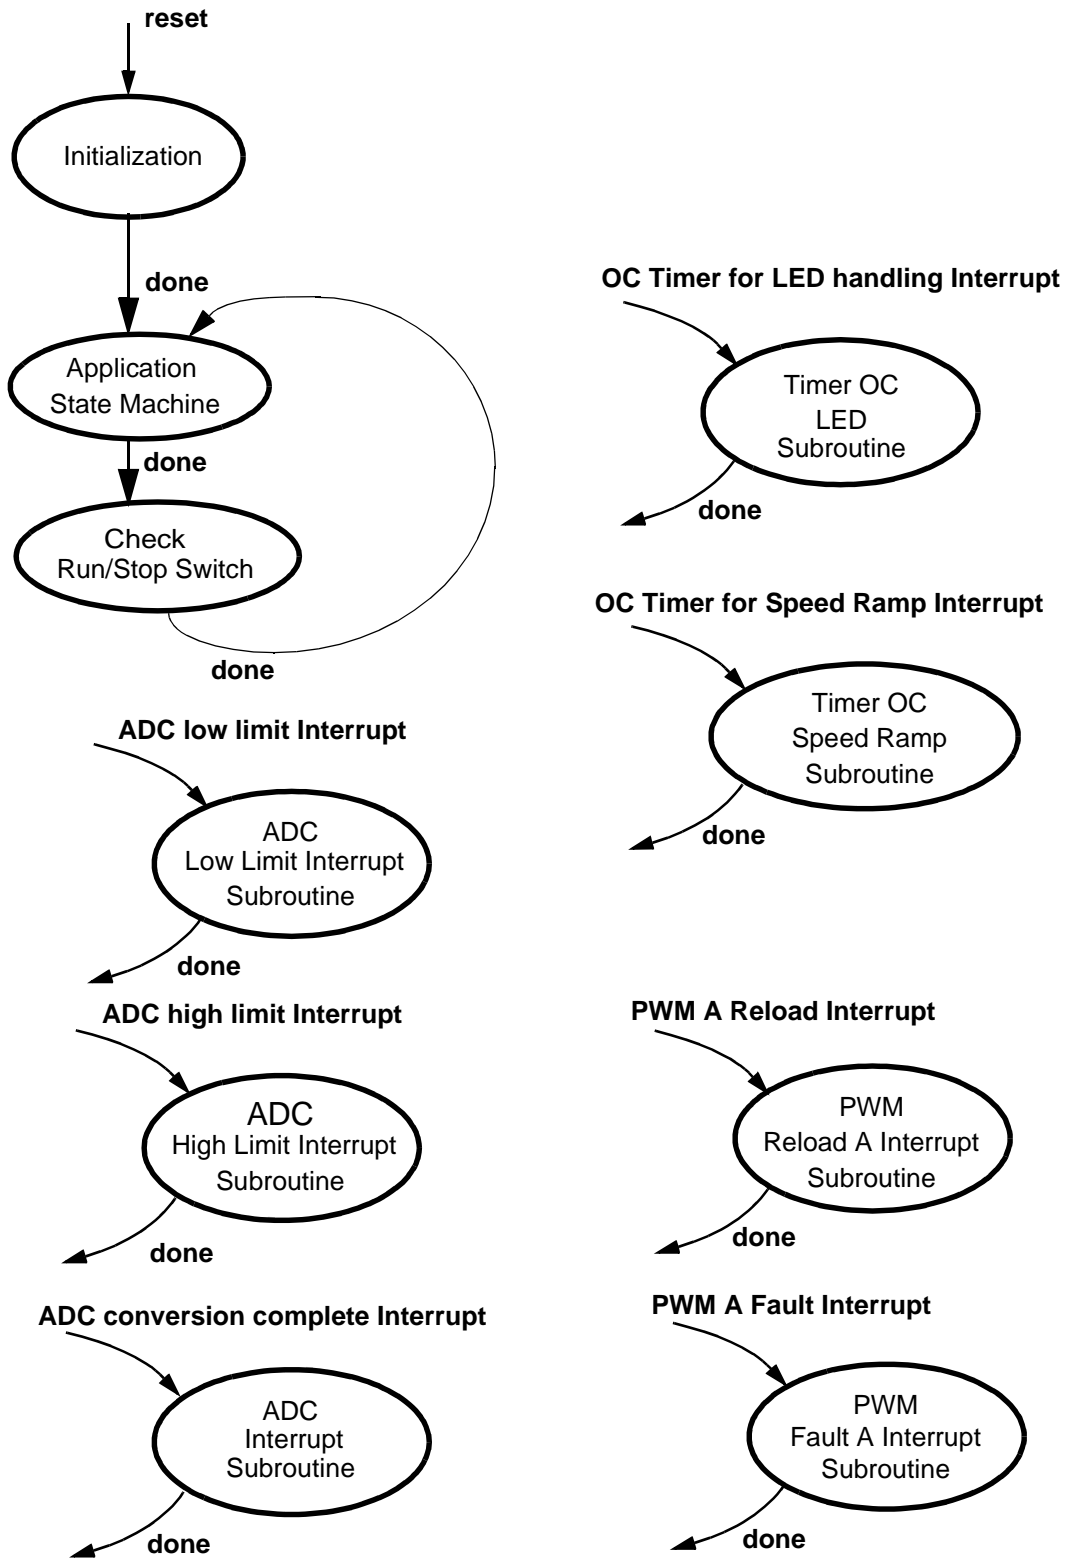 reset
Initialization
done
Application
State Machine
done
Check
Run/Stop Switch
done
ADC low limit Interrupt
ADC
Low Limit Interrupt
Subroutine
done
ADC high limit Interrupt
ADC
High Limit Interrupt
Subroutine
done
ADC conversion complete Interrupt
ADC
Interrupt
Subroutine
done
OC Timer for LED handling Interrupt
Timer OC
LED
Subroutine
done
OC Timer for Speed Ramp Interrupt
Timer OC
Speed Ramp
Subroutine
done
PWM A Reload Interrupt
PWM
Reload A Interrupt
Subroutine
done
PWM A Fault Interrupt
PWM
Fault A Interrupt
Subroutine
done